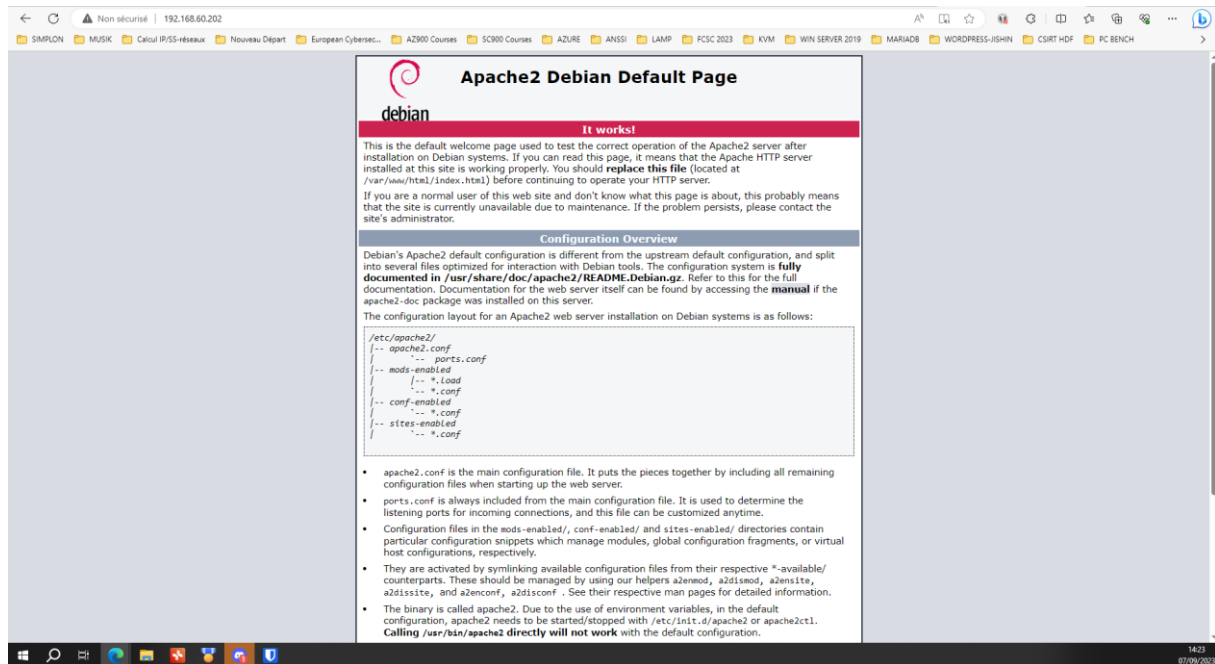 Non sécurisé | 192.168.60.202
SIMPLON MUSIK Calcul IP/SS-réseaux Nouveau Départ European Cybersec... AZ900 Courses SC900 Courses AZURE ANSSI LAMP FCSC 2023 KVM WIN SERVER 2019 MARIADB WORDPRESS-JISHIN CSIRT HDF PC BENCH
Apache2 Debian Default Page
debian
It works!
This is the default welcome page used to test the correct operation of the Apache2 server after
installation on Debian systems. If you can read this page, it means that the Apache HTTP server
installed at this site is working properly. You should replace this file (located at
/var/www/html/index.html) before continuing to operate your HTTP server.
If you are a normal user of this web site and don't know what this page is about, this probably means
that the site is currently unavailable due to maintenance. If the problem persists, please contact the
site's administrator.
Configuration Overview
Debian's Apache2 default configuration is different from the upstream default configuration, and split
into several files optimized for interaction with Debian tools. The configuration system is fully
documented in /usr/share/doc/apache2/README.Debian.gz. Refer to this for the full
documentation. Documentation for the web server itself can be found by accessing the manual if the
apache2-doc package was installed on this server.
The configuration layout for an Apache2 web server installation on Debian systems is as follows:
/etc/apache2/
|-- apache2.conf
|       `--  ports.conf
|-- mods-enabled
|       |-- *.load
|       `-- *.conf
|-- conf-enabled
|       `-- *.conf
|-- sites-enabled
|       `-- *.conf
• apache2.conf is the main configuration file. It puts the pieces together by including all remaining
configuration files when starting up the web server.
• ports.conf is always included from the main configuration file. It is used to determine the
listening ports for incoming connections, and this file can be customized anytime.
• Configuration files in the mods-enabled/, conf-enabled/ and sites-enabled/ directories contain
particular configuration snippets which manage modules, global configuration fragments, or virtual
host configurations, respectively.
• They are activated by symlinking available configuration files from their respective *-available/
counterparts. These should be managed by using our helpers a2enmod, a2dismod, a2ensite,
a2dissite, and a2enconf, a2disconf . See their respective man pages for detailed information.
• The binary is called apache2. Due to the use of environment variables, in the default
configuration, apache2 needs to be started/stopped with /etc/init.d/apache2 or apache2ctl.
Calling /usr/bin/apache2 directly will not work with the default configuration.
14:23
07/09/2023